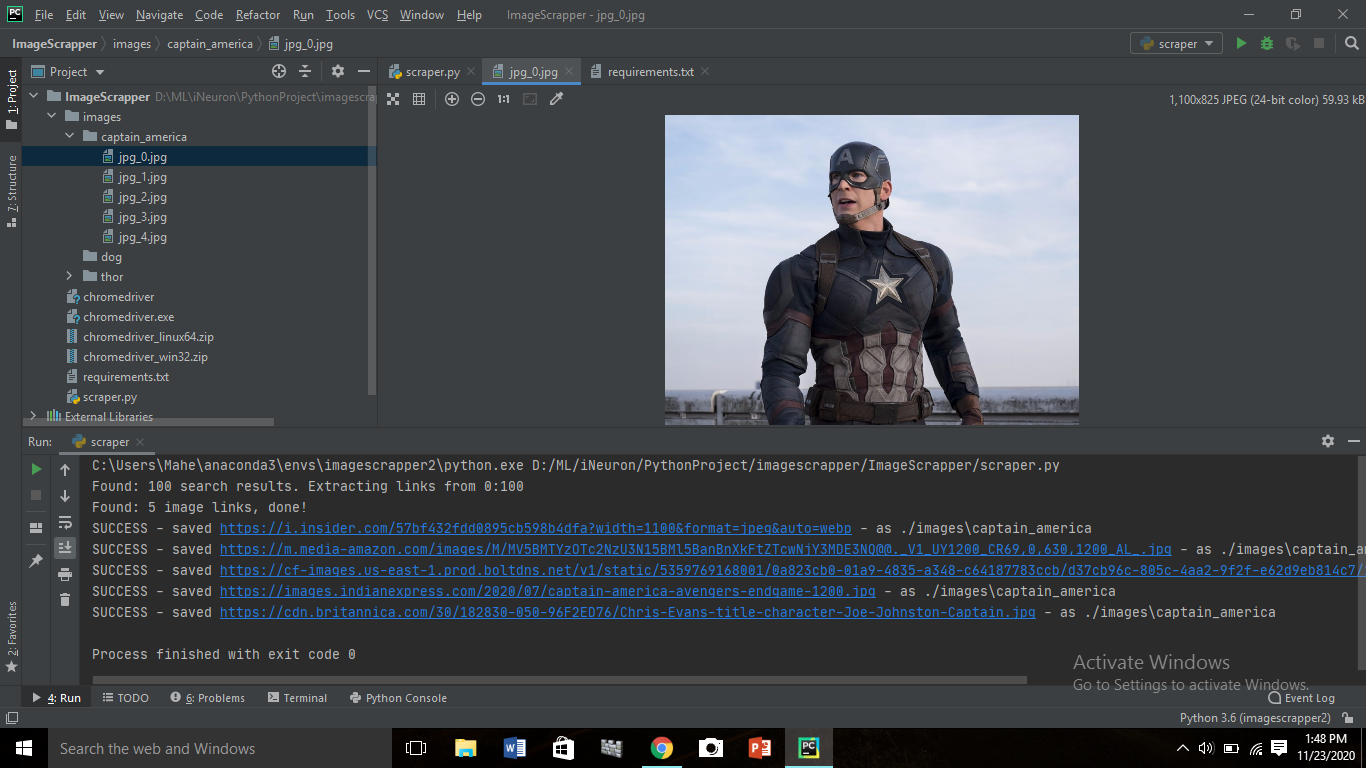 PC File Edit View Navigate Code Refactor Run Tools VCS Window Help ImageScrapper - jpg_0.jpg
ImageScrapper images captain_america jpg_0.jpg scraper
Project scraper.py jpg_0.jpg requirements.txt
1: Project
7: Structure
2: Favorites
1:1 1,100x825 JPEG (24-bit color) 59.93 kB
ImageScrapper D:\ML\iNeuron\PythonProject\imagescra
images
captain_america
jpg_0.jpg
jpg_1.jpg
jpg_2.jpg
jpg_3.jpg
jpg_4.jpg
dog
thor
chromedriver
chromedriver.exe
chromedriver_linux64.zip
chromedriver_win32.zip
requirements.txt
scraper.py
External Libraries
A
Run: scraper
C:\Users\Mahe\anaconda3\envs\imagescrapper2\python.exe D:/ML/iNeuron/PythonProject/imagescrapper/ImageScrapper/scraper.py
Found: 100 search results. Extracting links from 0:100
Found: 5 image links, done!
SUCCESS - saved https://i.insider.com/57bf432fdd0895cb598b4dfa?width=1100&format=jpeg&auto=webp - as ./images\captain_america
SUCCESS - saved https://m.media-amazon.com/images/M/MV5BMTYzOTc2NzU3N15BMl5BanBnXkFtZTcwNjY3MDE3NQ@@._V1_UY1200_CR69,0,630,1200_AL_.jpg - as ./images\captain_am
SUCCESS - saved https://cf-images.us-east-1.prod.boltdns.net/v1/static/5359769168001/0a823cb0-01a9-4835-a348-c64187783ccb/d37cb96c-805c-4aa2-9f2f-e62d9eb814c7/
SUCCESS - saved https://images.indianexpress.com/2020/07/captain-america-avengers-endgame-1200.jpg - as ./images\captain_america
SUCCESS - saved https://cdn.britannica.com/30/182830-050-96F2ED76/Chris-Evans-title-character-Joe-Johnston-Captain.jpg - as ./images\captain_america
Process finished with exit code 0
Activate Windows
Go to Settings to activate Windows.
4: Run TODO 6: Problems Terminal Python Console Event Log
Python 3.6 (imagescrapper2)
Search the web and Windows
1:48 PM
11/23/2020